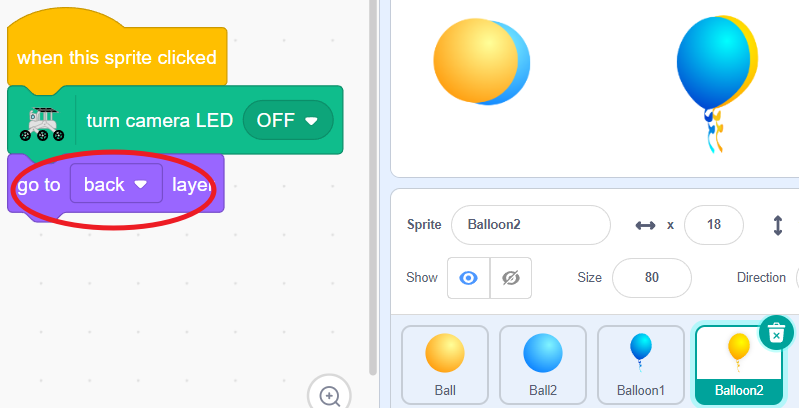 when this sprite clicked
turn camera LED OFF
go to back layer
Sprite Balloon2 x 18
Show Size 80 Direction
Ball Ball2 Balloon1 Balloon2